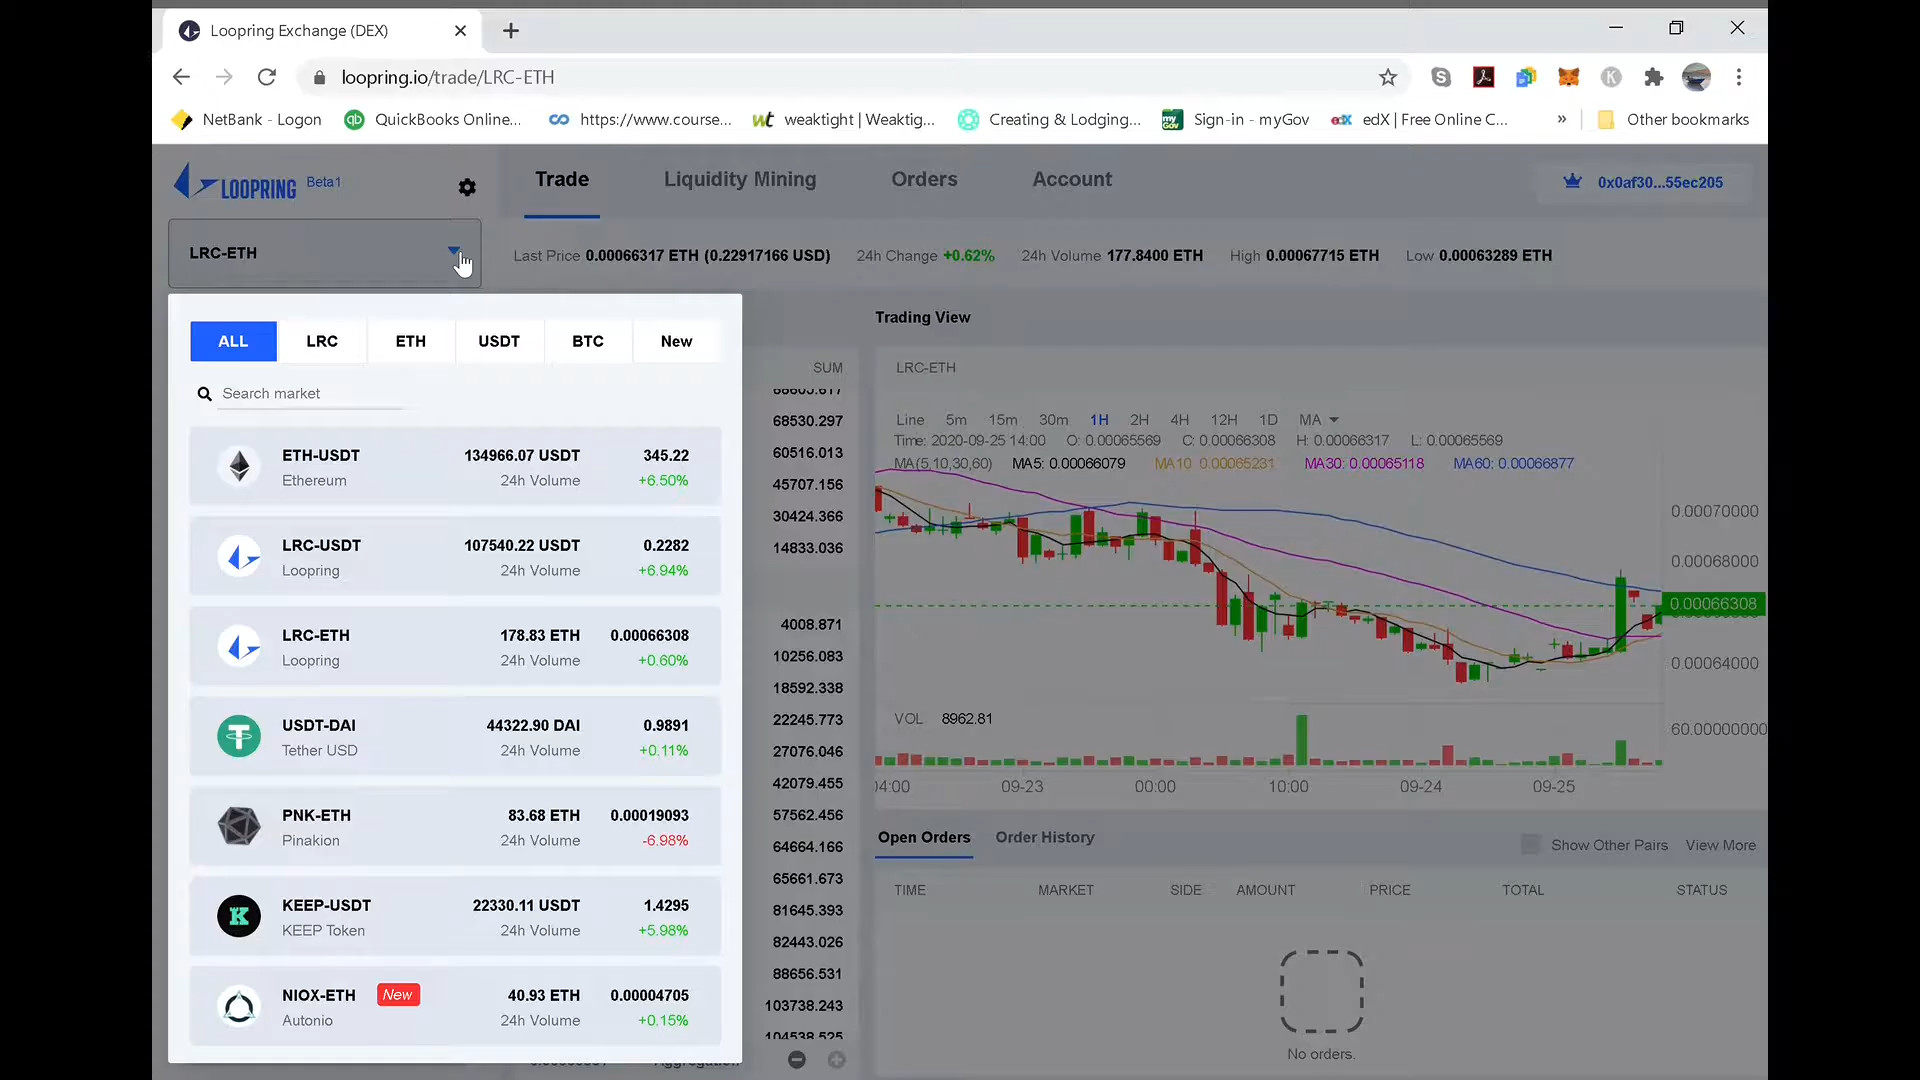 Loopring Exchange (DEX)
loopring.io/trade/LRC-ETH
NetBank - Logon
QuickBooks Online...
https://www.course...
weaktight | Weaktig...
Creating & Lodging...
Sign-in - myGov
edX | Free Online C...
»
Other bookmarks
LOOPRING Beta1
Trade
Liquidity Mining
Orders
Account
0x0af30...55ec205
LRC-ETH
Last Price 0.00066317 ETH (0.22917166 USD)
24h Change +0.62%
24h Volume 177.8400 ETH
High 0.00067715 ETH
Low 0.00063289 ETH
ALL
LRC
ETH
USDT
BTC
New
Search market
ETH-USDT 134966.07 USDT 345.22
Ethereum 24h Volume +6.50%
LRC-USDT 107540.22 USDT 0.2282
Loopring 24h Volume +6.94%
LRC-ETH 178.83 ETH 0.00066308
Loopring 24h Volume +0.60%
USDT-DAI 44322.90 DAI 0.9891
Tether USD 24h Volume +0.11%
PNK-ETH 83.68 ETH 0.00019093
Pinakion 24h Volume -6.98%
KEEP-USDT 22330.11 USDT 1.4295
KEEP Token 24h Volume +5.98%
NIOX-ETH New 40.93 ETH 0.00004705
Autonio 24h Volume +0.15%
SUM
68530.297
60516.013
45707.156
30424.366
14833.036
4008.871
10256.083
18592.338
22245.773
27076.046
42079.455
57562.456
64664.166
65661.673
81645.393
82443.026
88656.531
103738.243
104538.525
Trading View
LRC-ETH
Line 5m 15m 30m 1H 2H 4H 12H 1D MA
Time: 2020-09-25 14:00 O: 0.00065569 C: 0.00066308 H: 0.00066317 L: 0.00065569
MA(5,10,30,60) MA5: 0.00066079 MA10 0.00065231 MA30: 0.00065118 MA60: 0.00066877
0.00070000
0.00068000
0.00066308
0.00064000
VOL 8962.81
60.00000000
04:00 09-23 00:00 10:00 09-24 09-25
Open Orders
Order History
Show Other Pairs
View More
TIME MARKET SIDE AMOUNT PRICE TOTAL STATUS
No orders.